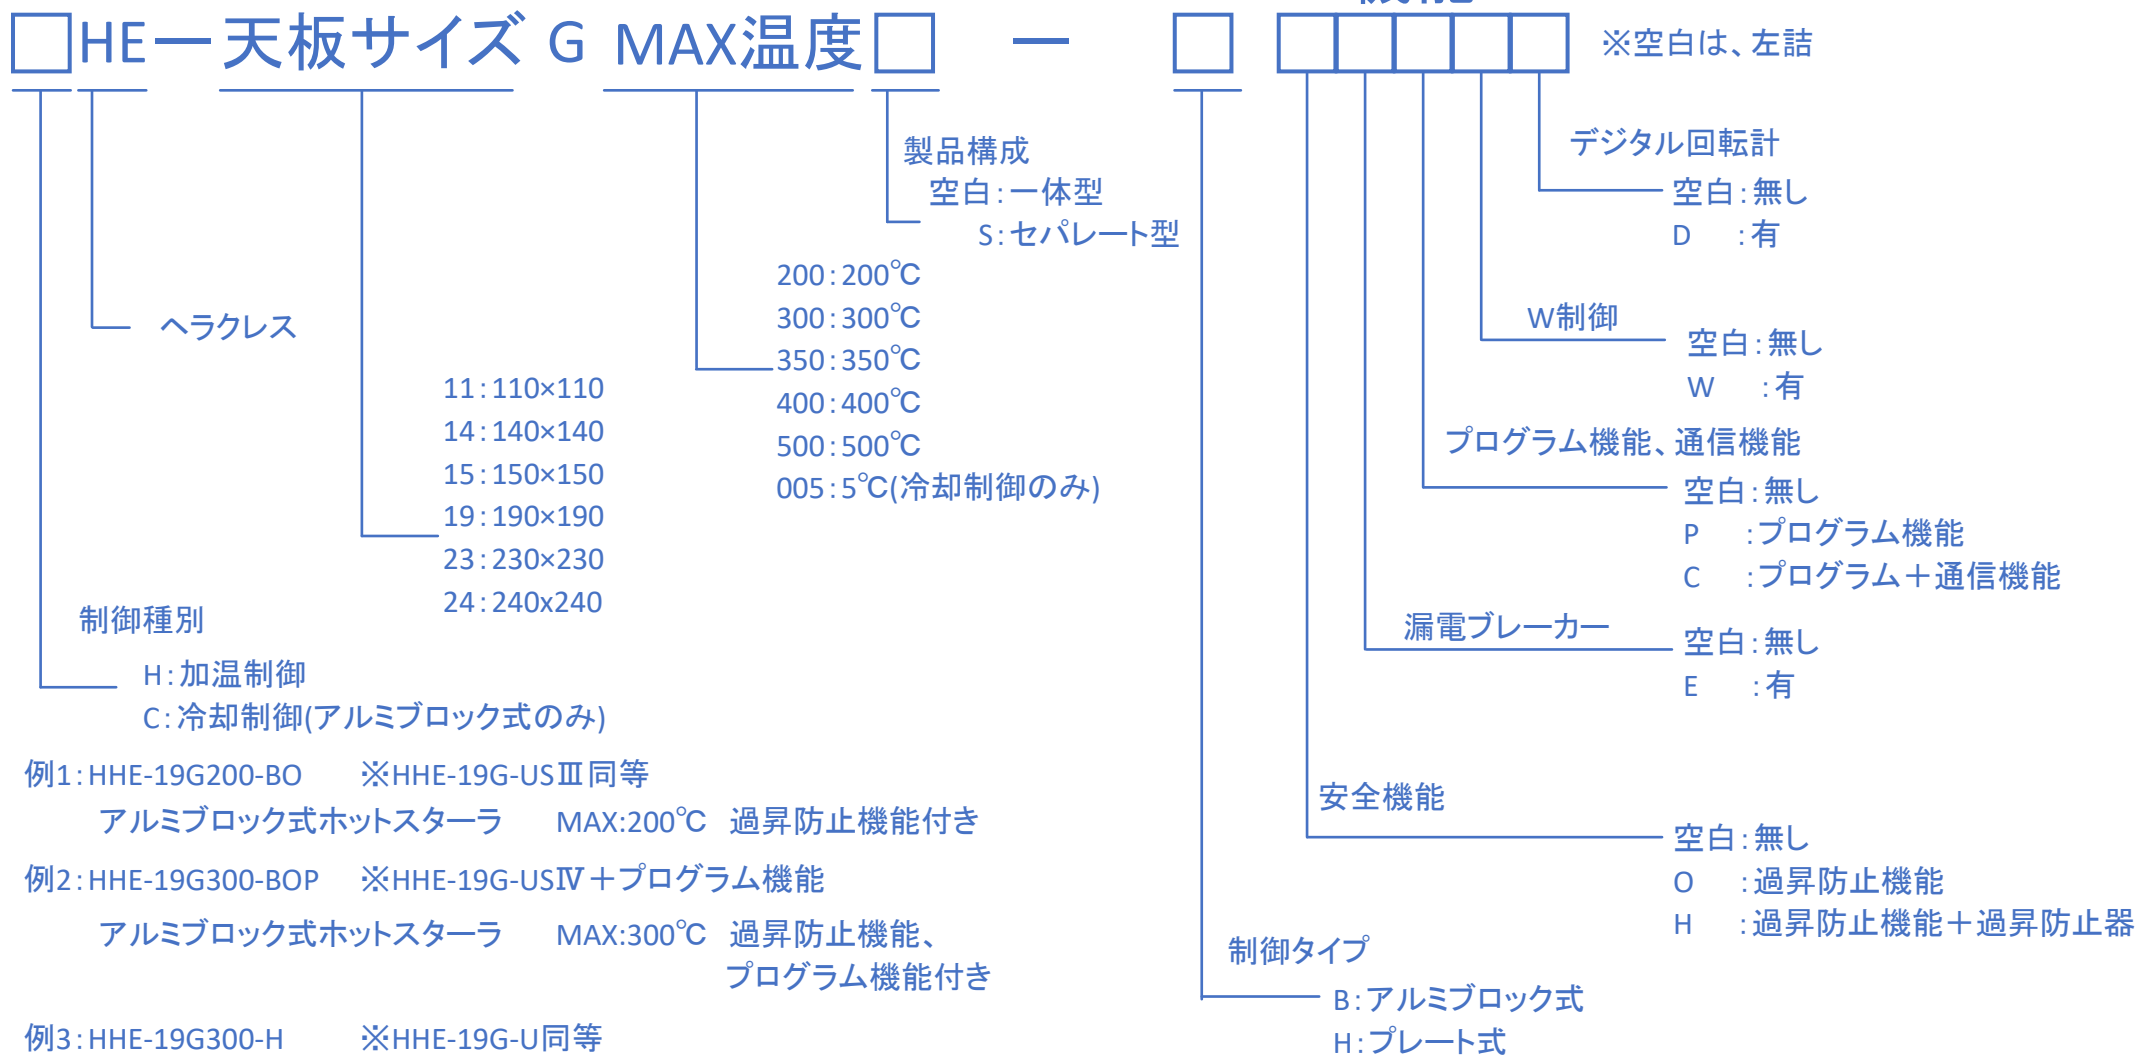 □HE－天板サイズ G MAX温度□ － □ □□□□□ ※空白は、左詰
製品構成
空白：一体型
S：セパレート型
デジタル回転計
空白：無し
D ：有
200：200℃
300：300℃
350：350℃
400：400℃
500：500℃
005：5℃(冷却制御のみ)
ヘラクレス
W制御
空白：無し
W ：有
11：110×110
14：140×140
15：150×150
19：190×190
23：230×230
24：240x240
プログラム機能、通信機能
空白：無し
P ：プログラム機能
C ：プログラム＋通信機能
制御種別
H：加温制御
C：冷却制御(アルミブロック式のみ)
漏電ブレーカー
空白：無し
E ：有
例1：HHE-19G200-BO ※HHE-19G-USⅢ同等
アルミブロック式ホットスターラ MAX:200℃ 過昇防止機能付き
例2：HHE-19G300-BOP ※HHE-19G-USⅣ＋プログラム機能
アルミブロック式ホットスターラ MAX:300℃ 過昇防止機能、
プログラム機能付き
例3：HHE-19G300-H ※HHE-19G-U同等
安全機能
空白：無し
O ：過昇防止機能
H ：過昇防止機能＋過昇防止器
制御タイプ
B：アルミブロック式
H：プレート式